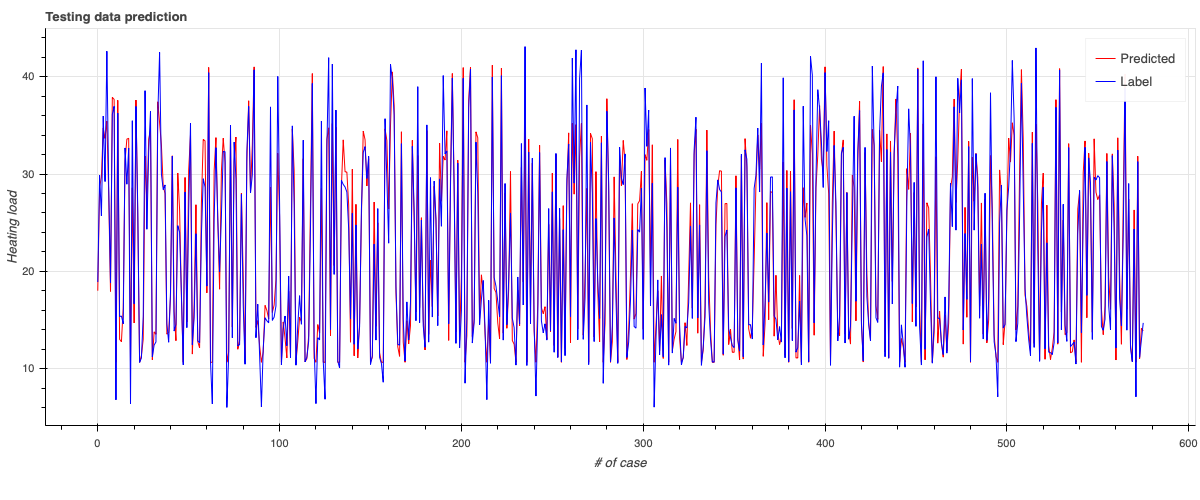 Testing data prediction
Predicted
Label
40
30
20
10
Heating load
0 100 200 300 400 500 600
# of case